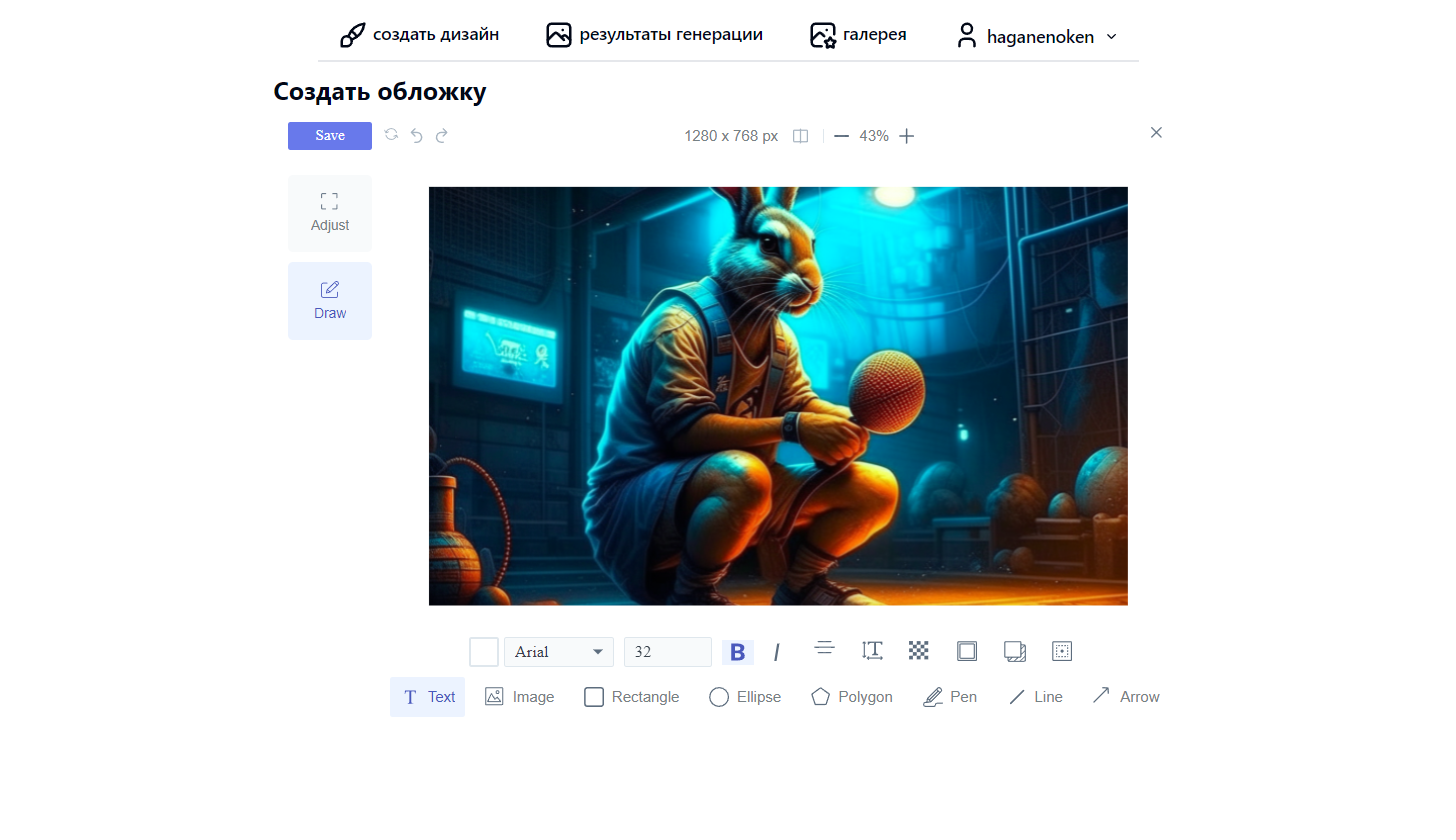 создать дизайн результаты генерации галерея haganenoken
Создать обложку
Save 1280 x 768 px 43%
Adjust
Draw
Arial 32 B I
T Text Image Rectangle Ellipse Polygon Pen Line Arrow